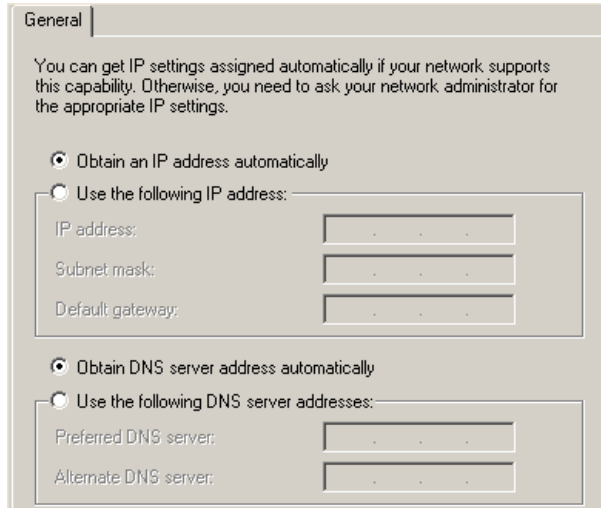 General
You can get IP settings assigned automatically if your network supports
this capability. Otherwise, you need to ask your network administrator for
the appropriate IP settings.
Obtain an IP address automatically
Use the following IP address:
IP address:
Subnet mask:
Default gateway:
Obtain DNS server address automatically
Use the following DNS server addresses:
Preferred DNS server:
Alternate DNS server: